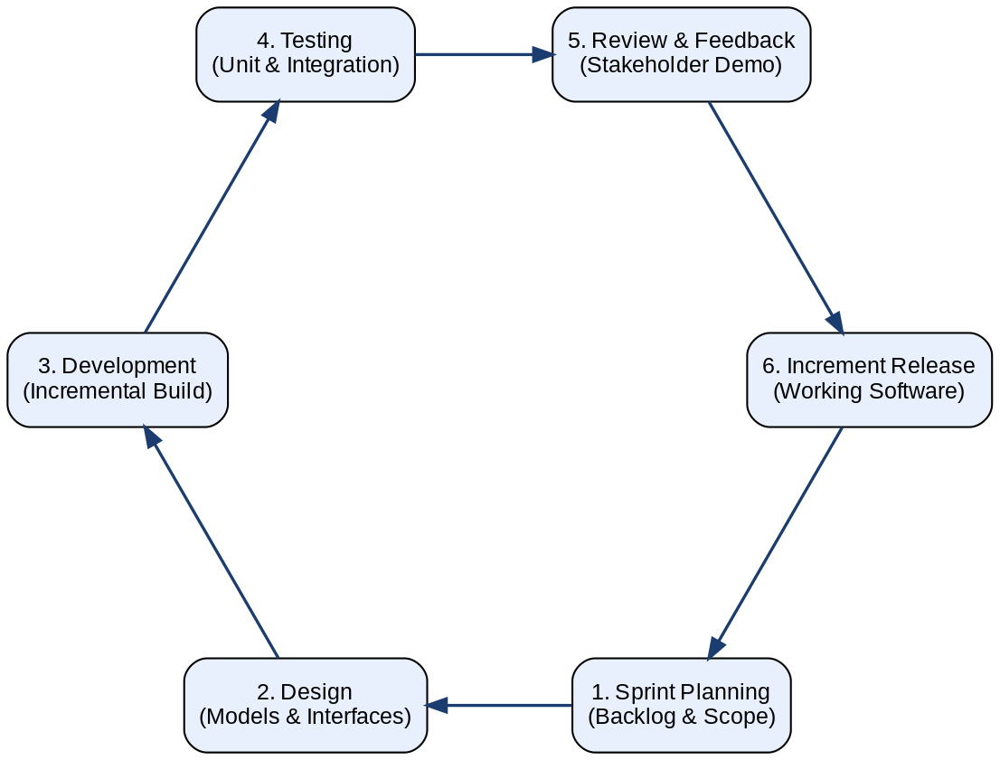 4. Testing
(Unit & Integration)
5. Review & Feedback
(Stakeholder Demo)
3. Development
(Incremental Build)
6. Increment Release
(Working Software)
2. Design
(Models & Interfaces)
1. Sprint Planning
(Backlog & Scope)